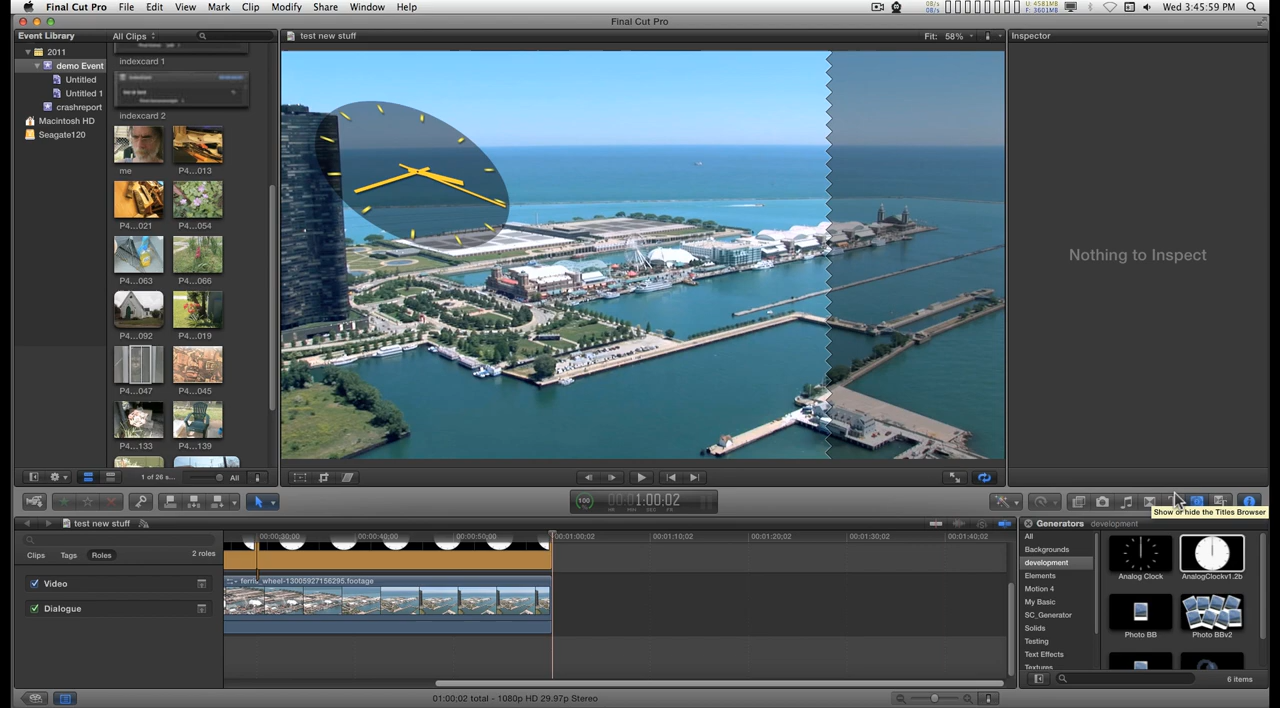 Final Cut Pro File Edit View Mark Clip Modify Share Window Help
U: 4581MB
F: 3601MB
Wed 3:45:59 PM
Final Cut Pro
Event Library
All Clips
test new stuff
Fit: 58%
Inspector
2011
demo Event
Untitled
Untitled 1
crashreport
Macintosh HD
Seagate120
indexcard 1
indexcard 2
me
P4...013
P4...021
P4...054
P4...063
P4...066
P4...092
P4...019
P4...047
P4...045
P4...133
P4...139
Nothing to Inspect
1 of 26 s...
All
100
1:00:02
HR MIN SEC FR
Show or hide the Titles Browser
test new stuff
Clips Tags Roles 2 roles
Video
Dialogue
00:00:30;00 00:00:40;00 00:00:50;00 00:01:00;02 00:01:10;02 00:01:20;02 00:01:30;02 00:01:40;02
ferris_wheel-13005927156295.footage
Generators development
All
Backgrounds
development
Elements
Motion 4
My Basic
SC_Generator
Solids
Testing
Text Effects
Textures
Analog Clock
AnalogClockv1.2b
Photo BB
Photo BBv2
6 items
01:00;02 total - 1080p HD 29.97p Stereo